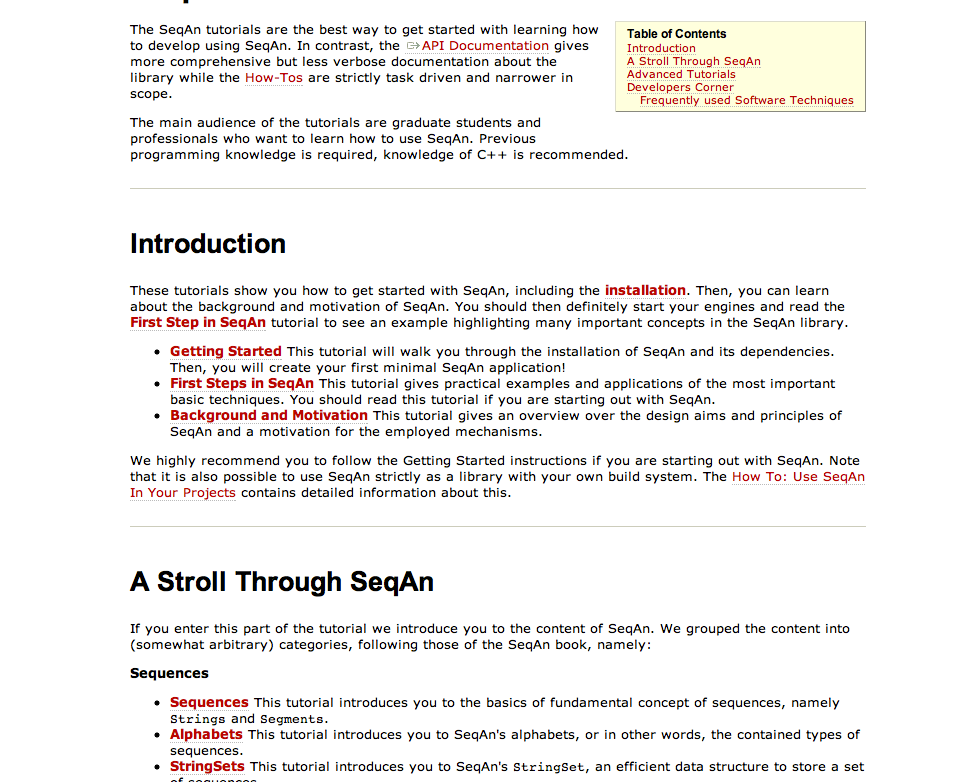 The SeqAn tutorials are the best way to get started with learning how
to develop using SeqAn. In contrast, the API Documentation gives
more comprehensive but less verbose documentation about the
library while the How-Tos are strictly task driven and narrower in
scope.
Table of Contents
Introduction
A Stroll Through SeqAn
Advanced Tutorials
Developers Corner
Frequently used Software Techniques
The main audience of the tutorials are graduate students and
professionals who want to learn how to use SeqAn. Previous
programming knowledge is required, knowledge of C++ is recommended.
Introduction
These tutorials show you how to get started with SeqAn, including the installation. Then, you can learn
about the background and motivation of SeqAn. You should then definitely start your engines and read the
First Step in SeqAn tutorial to see an example highlighting many important concepts in the SeqAn library.
• Getting Started This tutorial will walk you through the installation of SeqAn and its dependencies.
Then, you will create your first minimal SeqAn application!
• First Steps in SeqAn This tutorial gives practical examples and applications of the most important
basic techniques. You should read this tutorial if you are starting out with SeqAn.
• Background and Motivation This tutorial gives an overview over the design aims and principles of
SeqAn and a motivation for the employed mechanisms.
We highly recommend you to follow the Getting Started instructions if you are starting out with SeqAn. Note
that it is also possible to use SeqAn strictly as a library with your own build system. The How To: Use SeqAn
In Your Projects contains detailed information about this.
A Stroll Through SeqAn
If you enter this part of the tutorial we introduce you to the content of SeqAn. We grouped the content into
(somewhat arbitrary) categories, following those of the SeqAn book, namely:
Sequences
• Sequences This tutorial introduces you to the basics of fundamental concept of sequences, namely
Strings and Segments.
• Alphabets This tutorial introduces you to SeqAn's alphabets, or in other words, the contained types of
sequences.
• StringSets This tutorial introduces you to SeqAn's StringSet, an efficient data structure to store a set
of sequences.